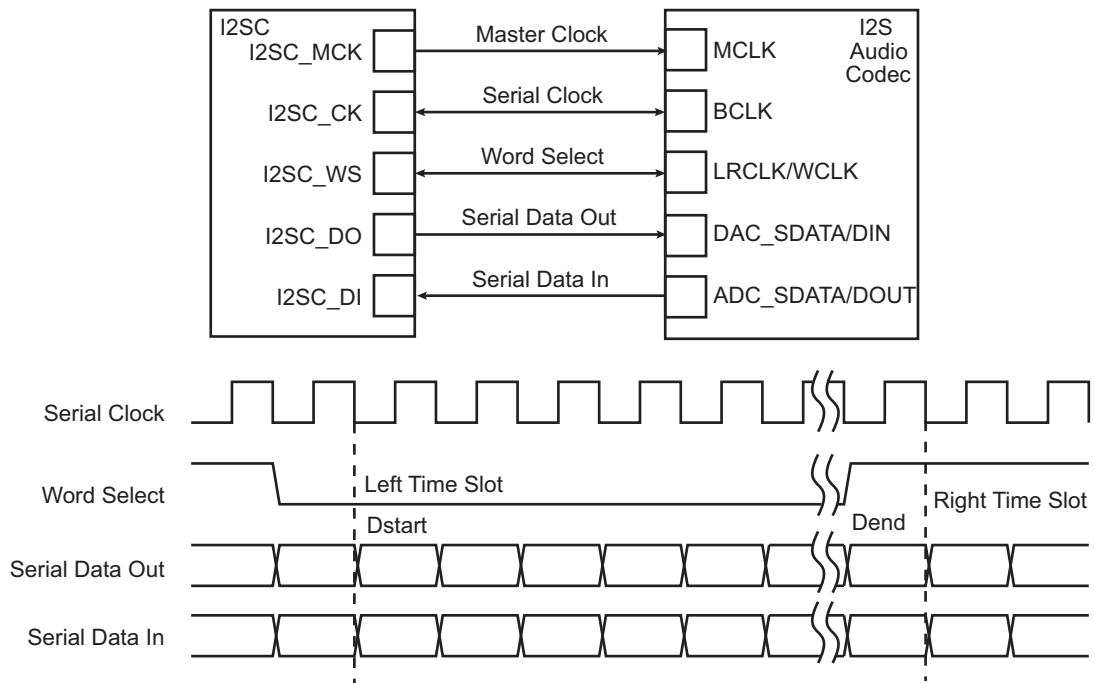 I2SC
I2SC_MCK
Master Clock
MCLK
I2S
Audio
Codec
I2SC_CK
Serial Clock
BCLK
I2SC_WS
Word Select
LRCLK/WCLK
I2SC_DO
Serial Data Out
DAC_SDATA/DIN
I2SC_DI
Serial Data In
ADC_SDATA/DOUT
Serial Clock
Word Select
Left Time Slot
Right Time Slot
Dstart
Dend
Serial Data Out
Serial Data In